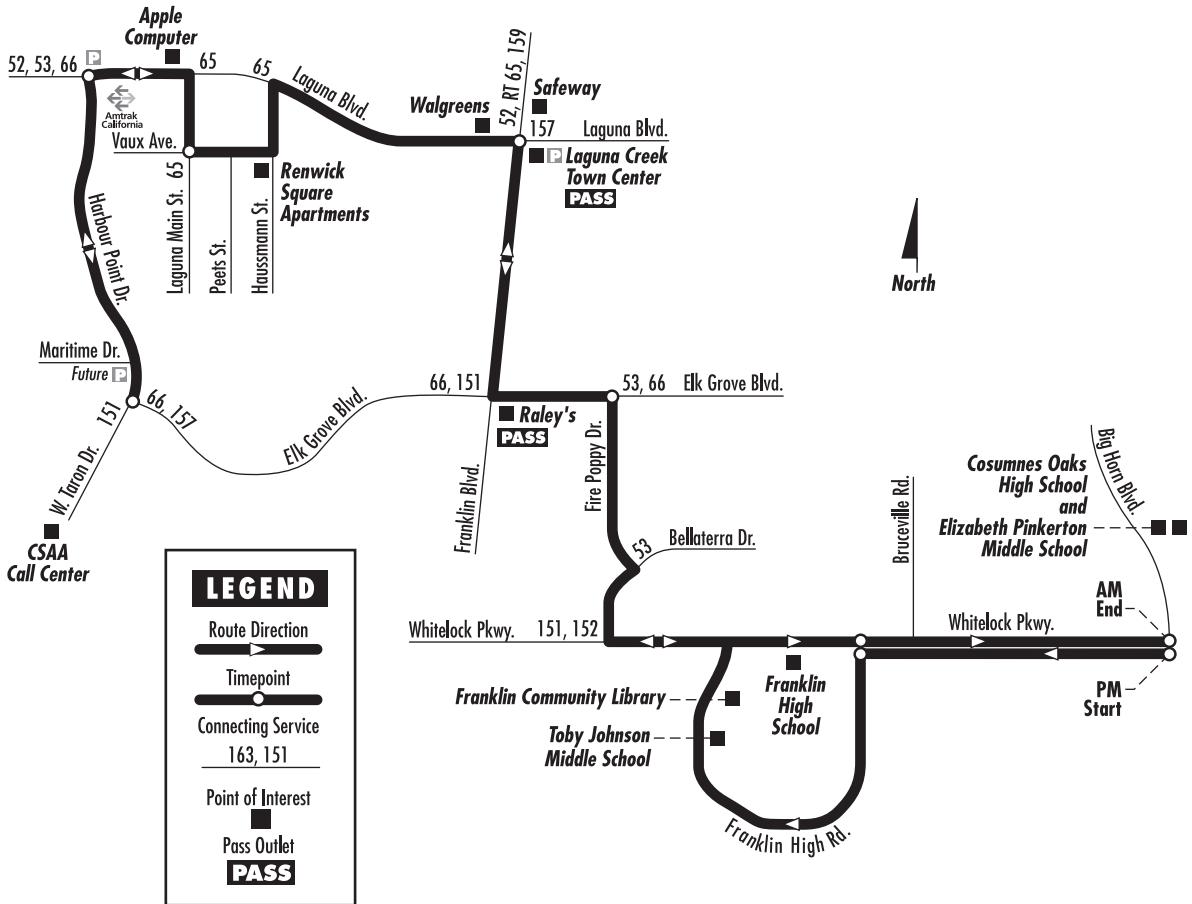 Apple
Computer
52, 53, 66
P
65
65
Laguna Blvd.
52, RT 65, 159
Safeway
Walgreens
157
Laguna Blvd.
Amtrak
California
Vaux Ave.
P
Laguna Creek
Town Center
PASS
65
Renwick
Square
Apartments
Harbour Point Dr.
Laguna Main St.
Peets St.
Haussmann St.
North
Maritime Dr.
Future P
151
66, 157
W. Taron Dr.
Elk Grove Blvd.
66, 151
53, 66
Elk Grove Blvd.
Raley's
PASS
Franklin Blvd.
Fire Poppy Dr.
CSAA
Call Center
53
Bellaterra Dr.
Bruceville Rd.
Big Horn Blvd.
Cosumnes Oaks
High School
and
Elizabeth Pinkerton
Middle School
AM
End
Whitelock Pkwy.
151, 152
Whitelock Pkwy.
PM
Start
Franklin Community Library
Franklin
High
School
Toby Johnson
Middle School
Franklin High Rd.
LEGEND
Route Direction
Timepoint
Connecting Service
163, 151
Point of Interest
Pass Outlet
PASS